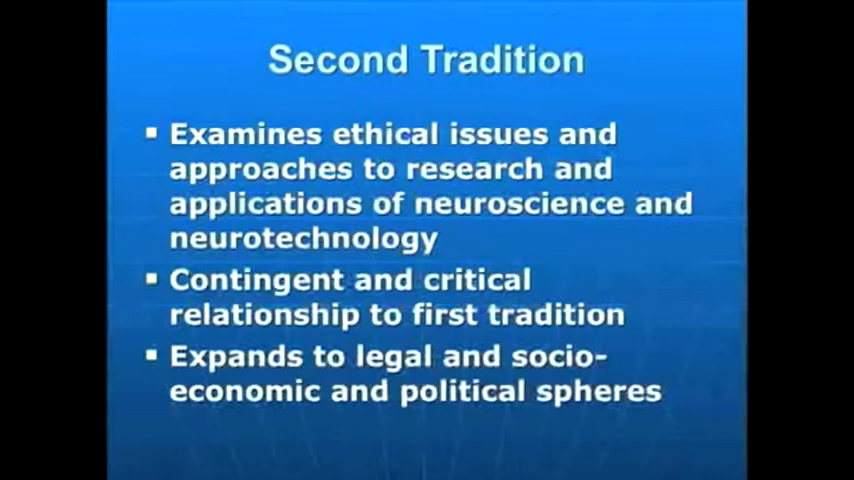 Second Tradition
▪ Examines ethical issues and
approaches to research and
applications of neuroscience and
neurotechnology
▪ Contingent and critical
relationship to first tradition
▪ Expands to legal and socio-
economic and political spheres